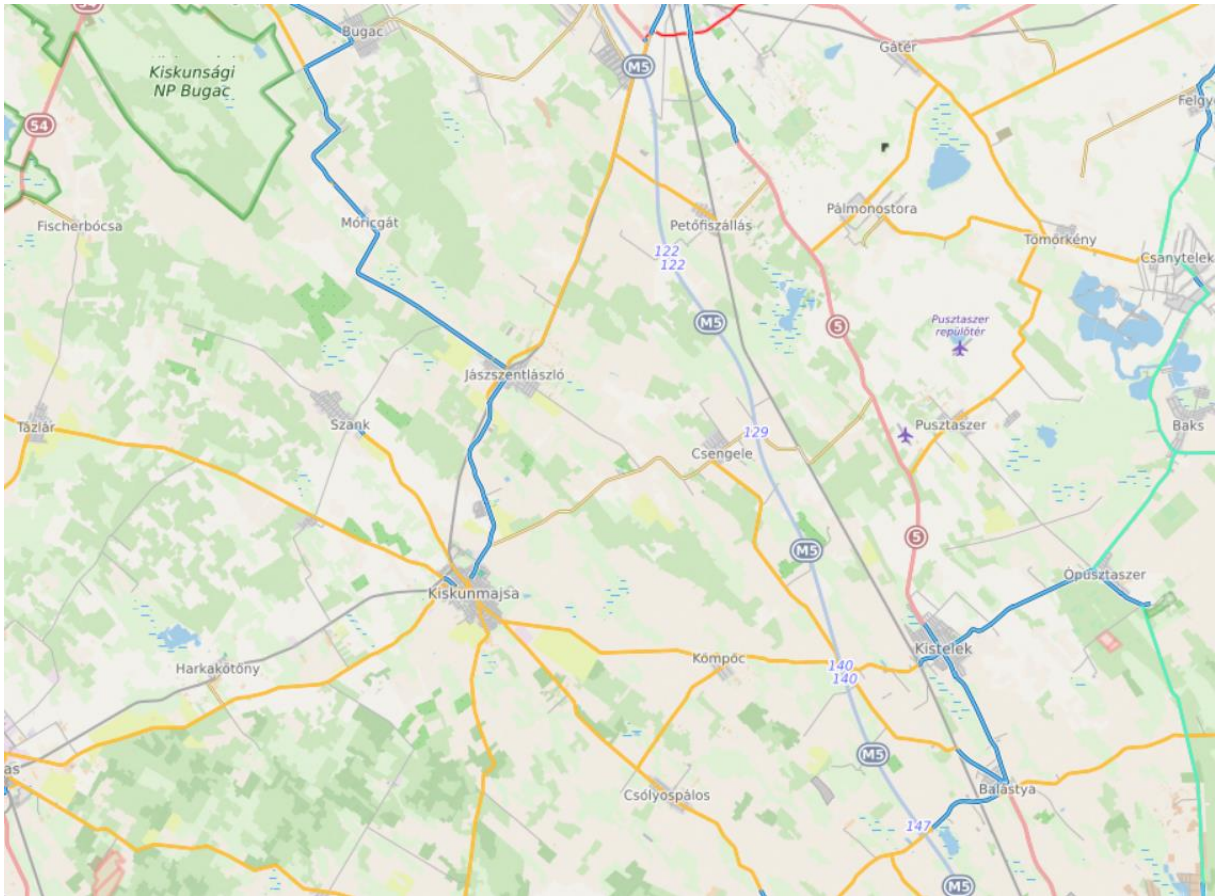 Bugac
Gátér
Kiskunsági
NP Bugac
M5
54
Fischerbócsa
Móricgát
Petőfiszállás
Pálmonostora
Tömörkény
122
122
Csanytelek
M5
5
Pusztaszer
repülőtér
Jászszentlászló
Tázlár
Szank
129
Csengele
Pusztaszer
Baks
M5
5
Kiskunmajsa
Ópusztaszer
Harkakötöny
Kömpöc
140
140
Kistelek
M5
as
Csólyospálos
Balástya
147
M5